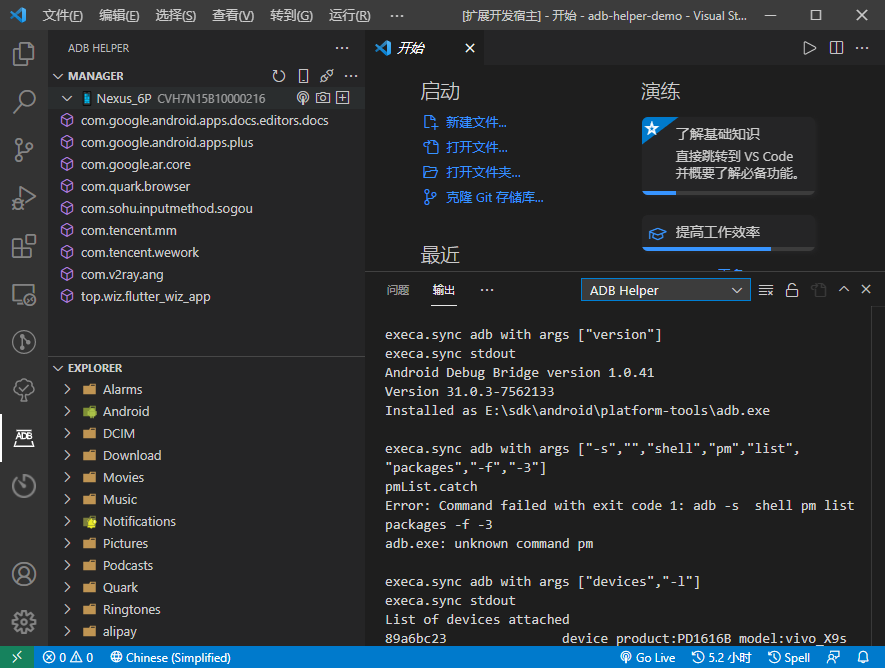 文件(F) 编辑(E) 选择(S) 查看(V) 转到(G) 运行(R) ··· [扩展开发宿主] - 开始 - adb-helper-demo - Visual St...
ADB HELPER ···
MANAGER ···
Nexus_6P CVH7N15B10000216
com.google.android.apps.docs.editors.docs
com.google.android.apps.plus
com.google.ar.core
com.quark.browser
com.sohu.inputmethod.sogou
com.tencent.mm
com.tencent.wework
com.v2ray.ang
top.wiz.flutter_wiz_app
EXPLORER
Alarms
Android
DCIM
Download
Movies
Music
Notifications
Pictures
Podcasts
Quark
Ringtones
alipay
ADB
开始
···
启动
新建文件...
打开文件...
打开文件夹...
克隆 Git 存储库...
最近
演练
了解基础知识
直接跳转到 VS Code
并概要了解必备功能。
提高工作效率
问题 输出 ··· ADB Helper
execa.sync adb with args ["version"]
execa.sync stdout
Android Debug Bridge version 1.0.41
Version 31.0.3-7562133
Installed as E:\sdk\android\platform-tools\adb.exe
execa.sync adb with args ["-s","","shell","pm","list",
"packages","-f","-3"]
pmList.catch
Error: Command failed with exit code 1: adb -s  shell pm list
packages -f -3
adb.exe: unknown command pm
execa.sync adb with args ["devices","-l"]
execa.sync stdout
List of devices attached
89a6bc23 device product:PD1616B model:vivo_X9s
0 0 Chinese (Simplified) Go Live 5.2 小时 Spell